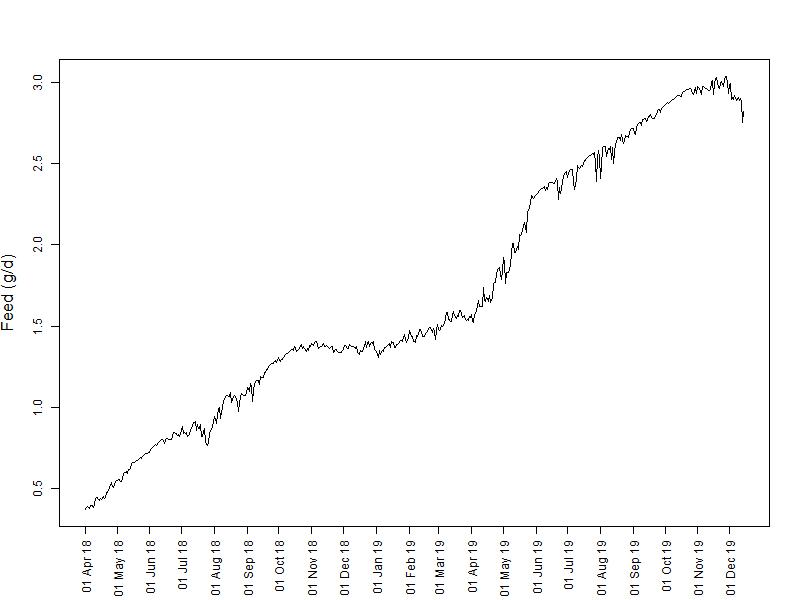 Feed (g/d)
3.0
2.5
2.0
1.5
1.0
0.5
01 Apr 18
01 May 18
01 Jun 18
01 Jul 18
01 Aug 18
01 Sep 18
01 Oct 18
01 Nov 18
01 Dec 18
01 Jan 19
01 Feb 19
01 Mar 19
01 Apr 19
01 May 19
01 Jun 19
01 Jul 19
01 Aug 19
01 Sep 19
01 Oct 19
01 Nov 19
01 Dec 19